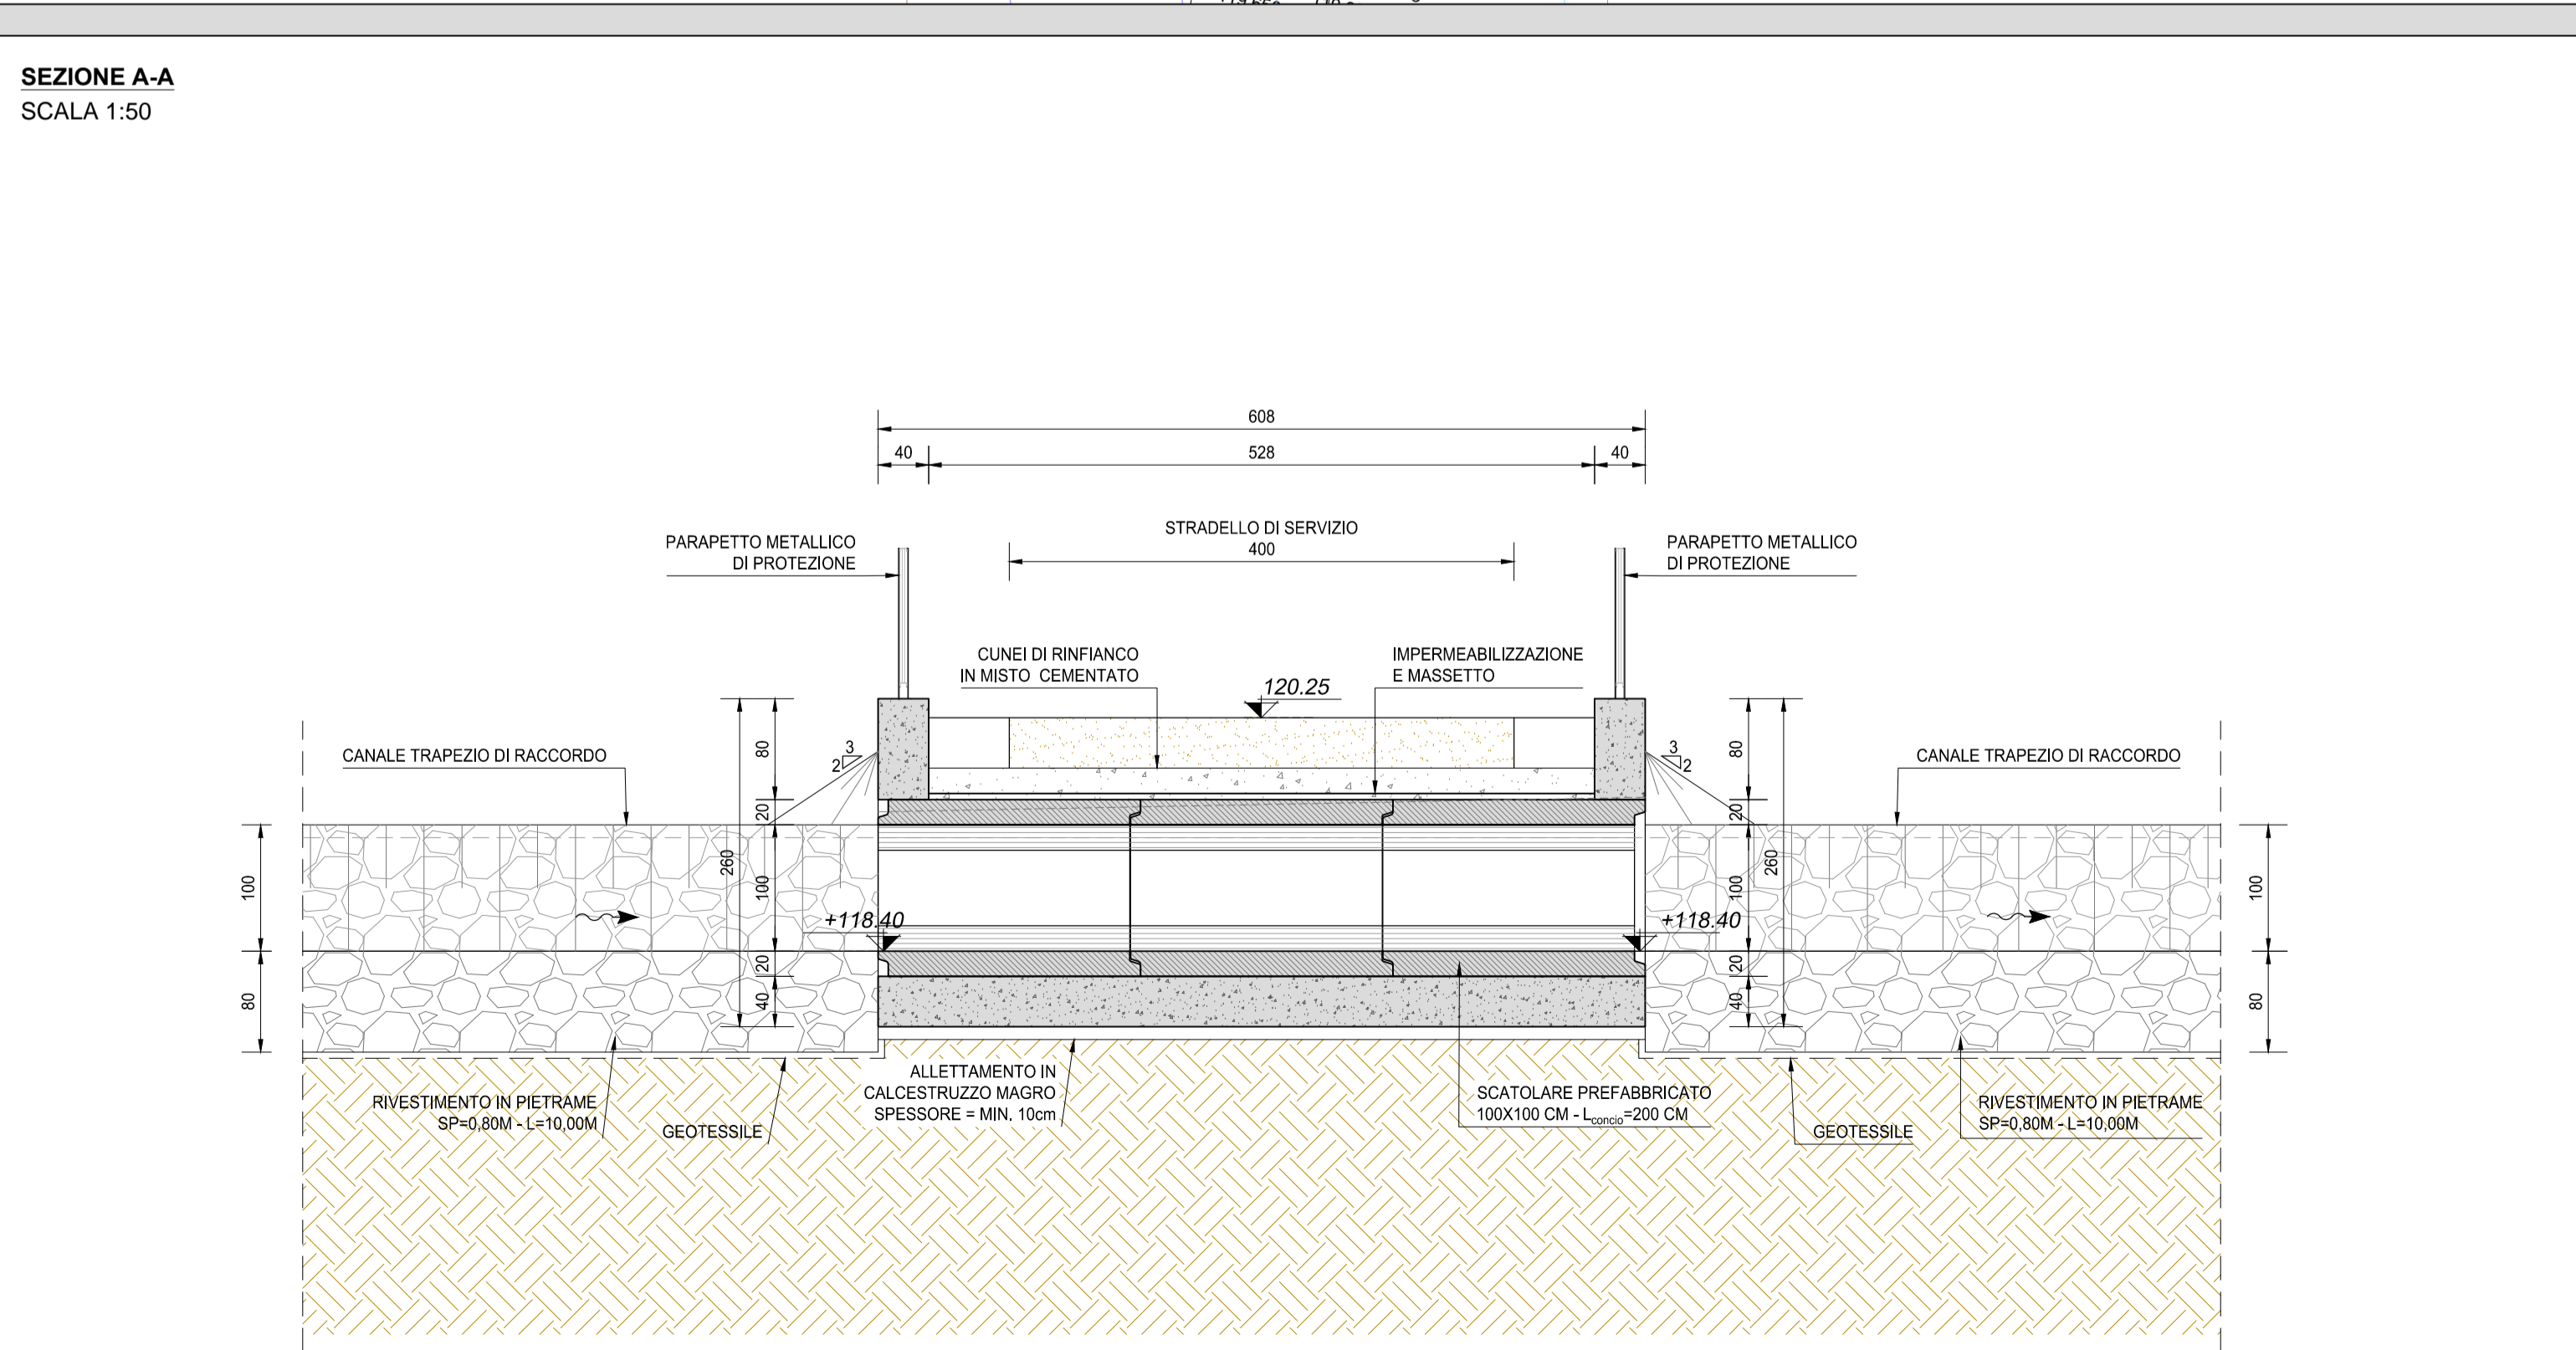 SEZIONE A-A
SCALA 1:50
608
40
528
40
STRADELLO DI SERVIZIO
400
PARAPETTO METALLICO
DI PROTEZIONE
PARAPETTO METALLICO
DI PROTEZIONE
CUNEI DI RINFIANCO
IN MISTO CEMENTATO
IMPERMEABILIZZAZIONE
E MASSETTO
120.25
CANALE TRAPEZIO DI RACCORDO
CANALE TRAPEZIO DI RACCORDO
3
2
3
2
80
20
260
100
20
40
80
20
260
100
20
40
100
80
100
80
+118.40
+118.40
ALLETTAMENTO IN
CALCESTRUZZO MAGRO
SPESSORE = MIN. 10cm
SCATOLARE PREFABBRICATO
100X100 CM - Lconcio=200 CM
RIVESTIMENTO IN PIETRAME
SP=0,80M - L=10,00M
GEOTESSILE
GEOTESSILE
RIVESTIMENTO IN PIETRAME
SP=0,80M - L=10,00M